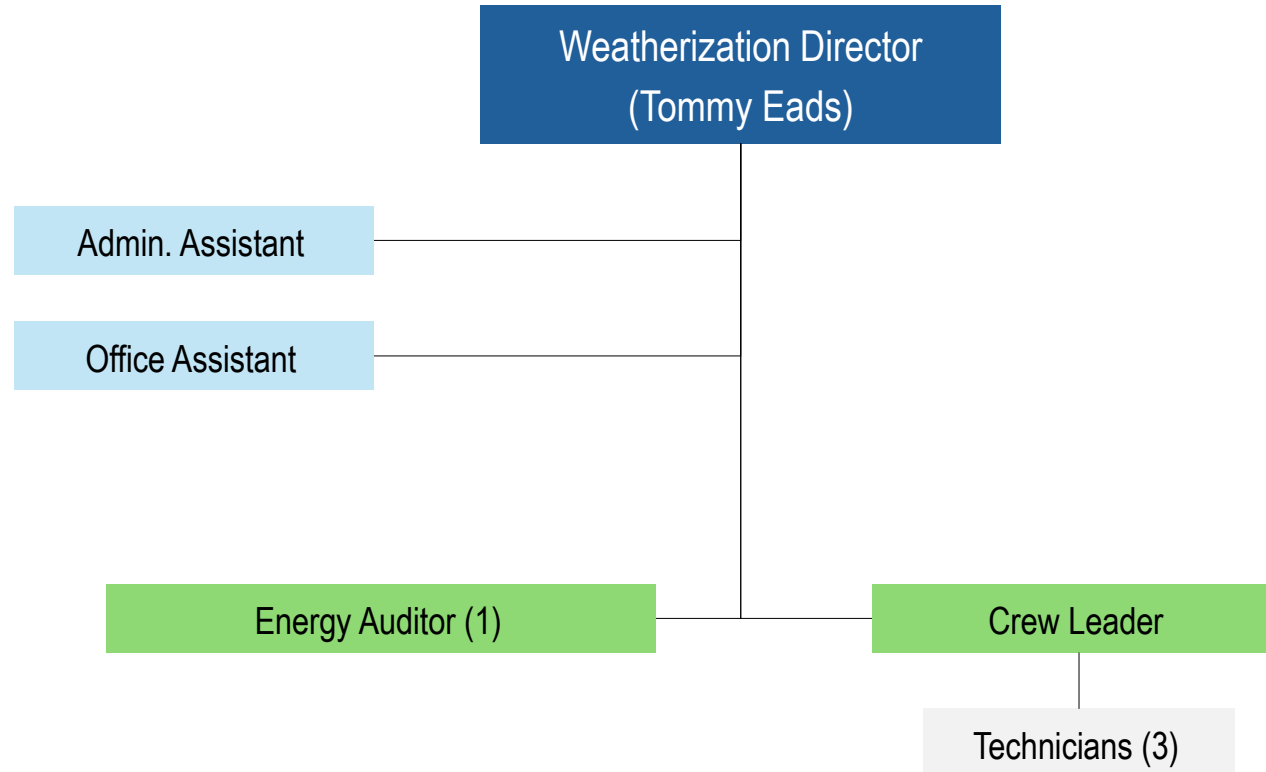 Weatherization Director
(Tommy Eads)
Admin. Assistant
Office Assistant
Energy Auditor (1)
Crew Leader
Technicians (3)